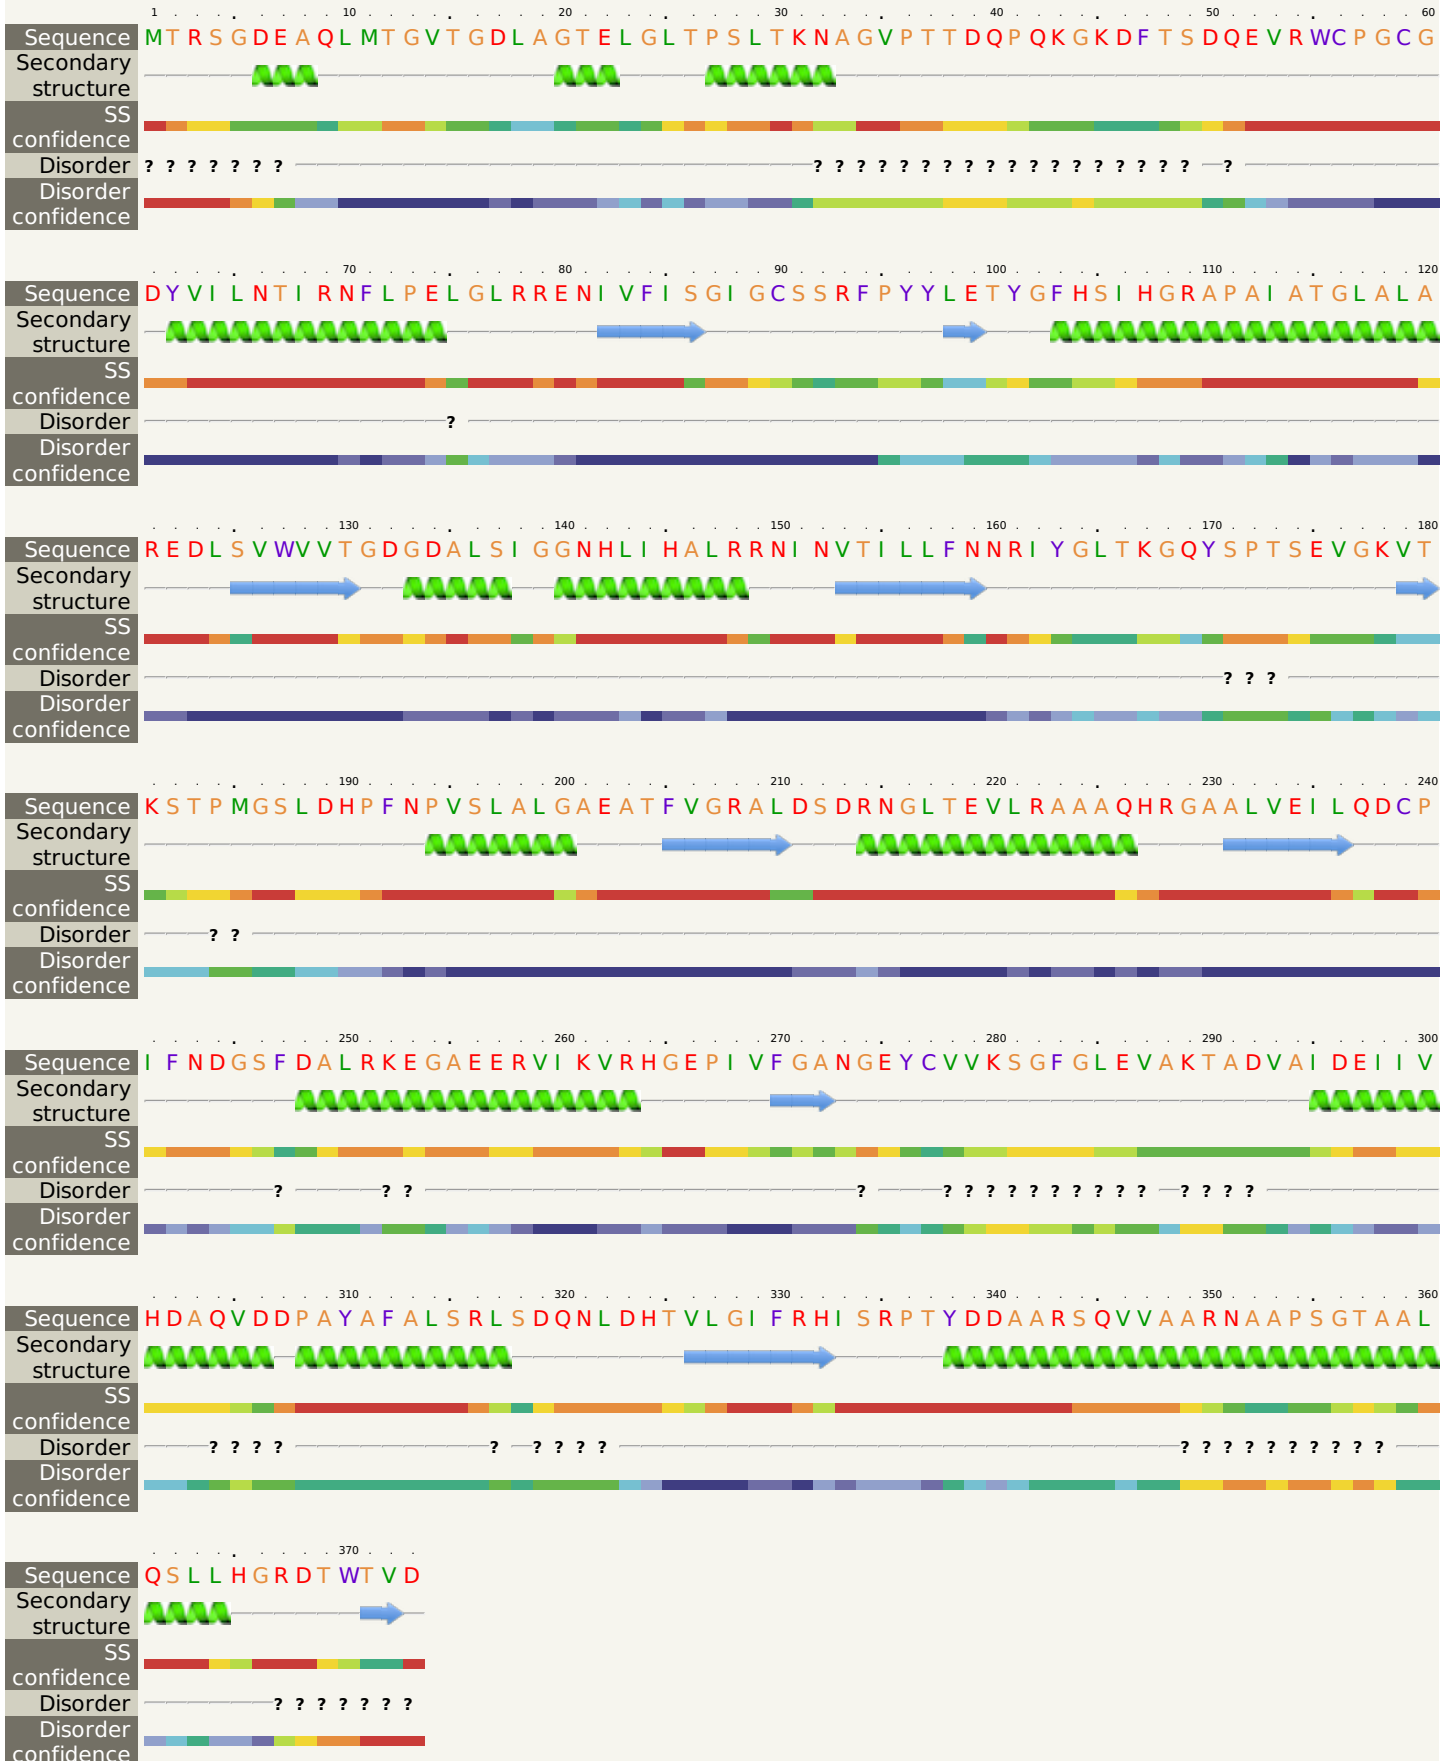 1 10 20 30 40 50 60
Sequence MTRSGDEAQLMTGVTGDLAGTELGLTPSLTKNAGVPTTDQPQKGKDFTSDQEVRWCPGCG
Secondary
structure
SS
confidence
Disorder ? ? ? ? ? ? ? ? ? ? ? ? ? ? ? ? ? ? ? ? ? ? ? ? ? ?
Disorder
confidence
70 80 90 100 110 120
Sequence DYVILNTIRNFLPELGLRRENIVFISGIGCSSRFPYYLETYGFHSIHGRAPAIATGLALA
Secondary
structure
SS
confidence
Disorder ?
Disorder
confidence
130 140 150 160 170 180
Sequence REDLSVWVVTGDGDALSIGGNHLIHALRRNINVTILLFNNRIYGLTKGQYSPTSEVGKVT
Secondary
structure
SS
confidence
Disorder ? ? ?
Disorder
confidence
190 200 210 220 230 240
Sequence KSTPMGSLDHPFNPVSLALGAEATFVGRALDSDRNGLTEVLRAAAQHRGAALVEILQDCP
Secondary
structure
SS
confidence
Disorder ? ?
Disorder
confidence
250 260 270 280 290 300
Sequence IFNDGSFDALRKEGAEERVIKVRHGEPIVFGANGEYCVVKSGFGLEVAKTADVAIDEIIV
Secondary
structure
SS
confidence
Disorder ? ? ? ? ? ? ? ? ? ? ? ? ? ? ? ? ? ?
Disorder
confidence
310 320 330 340 350 360
Sequence HDAQVDDPAYAFALSRLSDQNLDHTVLGIFRHISRPTYDDAARSQVVAARNAAPSGTAAL
Secondary
structure
SS
confidence
Disorder ? ? ? ? ? ? ? ? ? ? ? ? ? ? ? ? ? ? ?
Disorder
confidence
370
Sequence QSLLHGRDTWTVD
Secondary
structure
SS
confidence
Disorder ? ? ? ? ? ? ?
Disorder
confidence